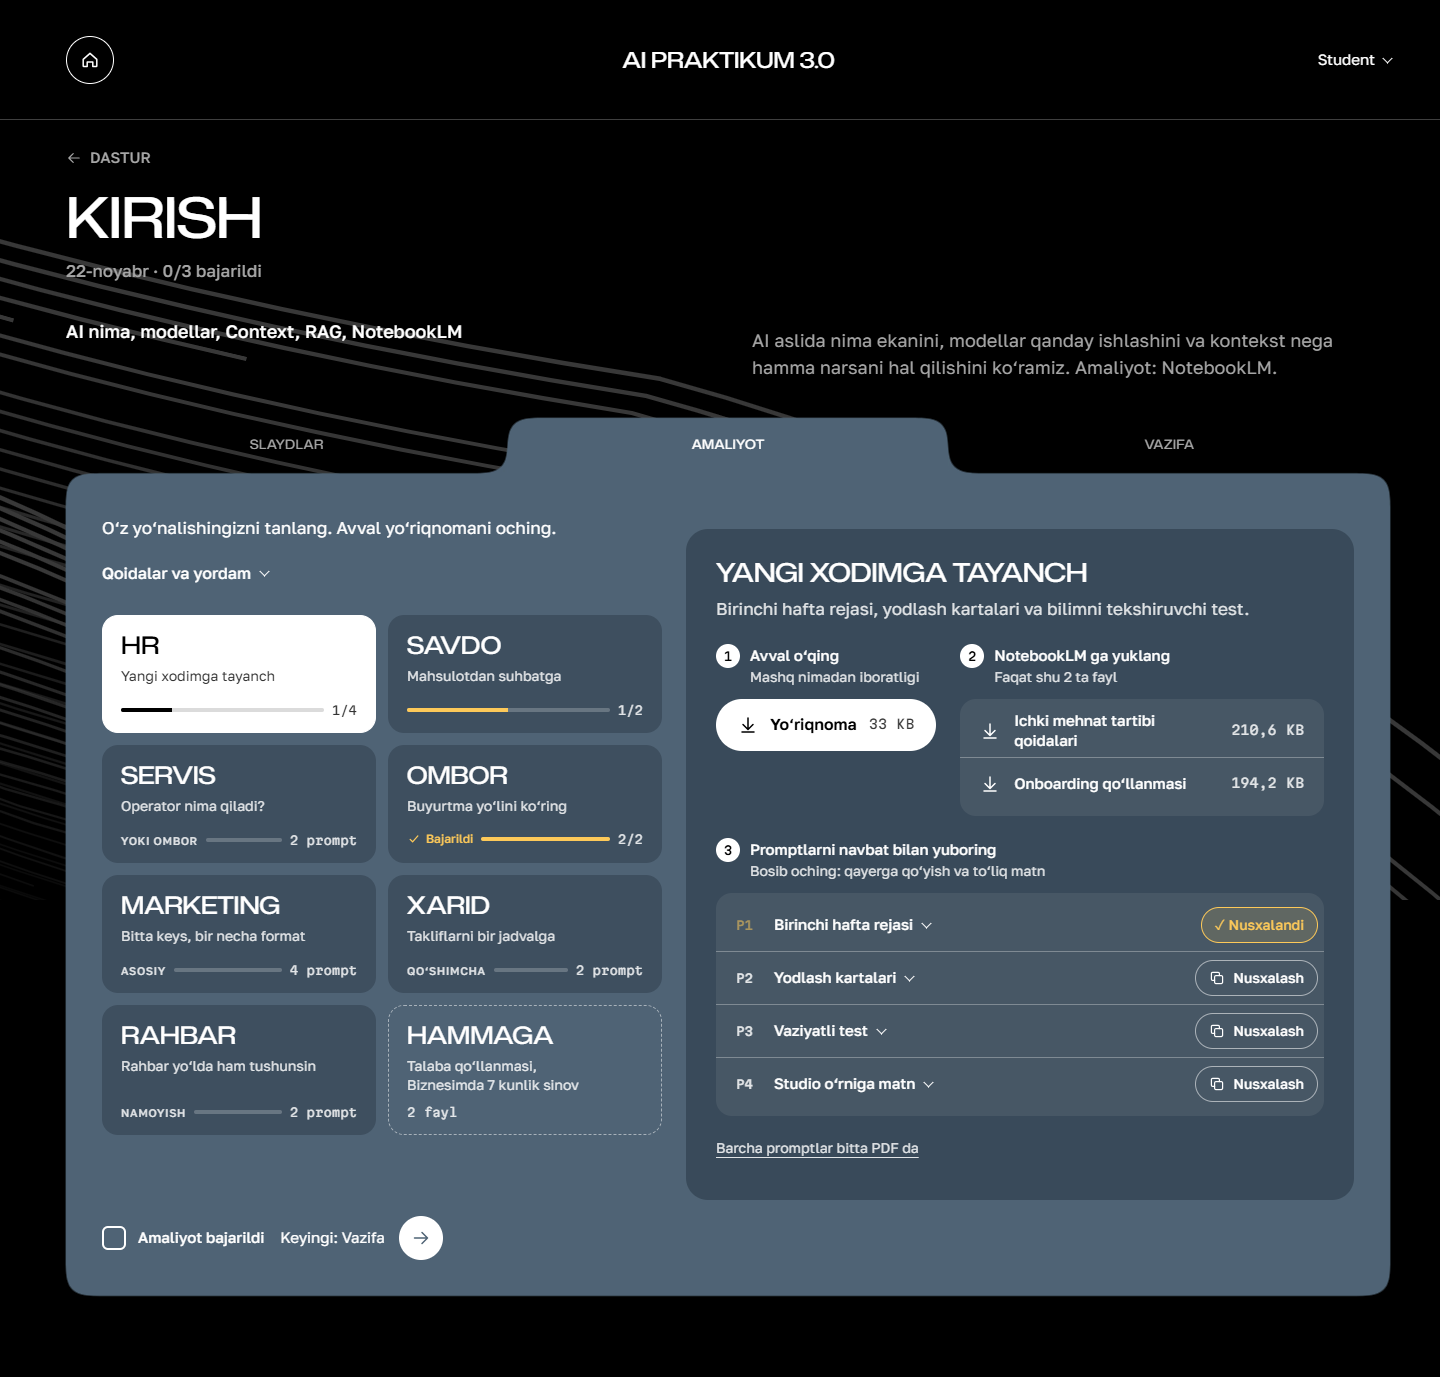 AI PRAKTIKUM 3.0
Student
DASTUR
KIRISH
22-noyabr · 0/3 bajarildi
AI nima, modellar, Context, RAG, NotebookLM
AI aslida nima ekanini, modellar qanday ishlashini va kontekst nega
hamma narsani hal qilishini ko‘ramiz. Amaliyot: NotebookLM.
SLAYDLAR
AMALIYOT
VAZIFA
O‘z yo‘nalishingizni tanlang. Avval yo‘riqnomani oching.
Qoidalar va yordam
HR
Yangi xodimga tayanch
1/4
SAVDO
Mahsulotdan suhbatga
1/2
SERVIS
Operator nima qiladi?
YOKI OMBOR 2 prompt
OMBOR
Buyurtma yo‘lini ko‘ring
✓ Bajarildi 2/2
MARKETING
Bitta keys, bir necha format
ASOSIY 4 prompt
XARID
Takliflarni bir jadvalga
QO‘SHIMCHA 2 prompt
RAHBAR
Rahbar yo‘lda ham tushunsin
NAMOYISH 2 prompt
HAMMAGA
Talaba qo‘llanmasi,
Biznesimda 7 kunlik sinov
2 fayl
YANGI XODIMGA TAYANCH
Birinchi hafta rejasi, yodlash kartalari va bilimni tekshiruvchi test.
1 Avval o‘qing
Mashq nimadan iboratligi
Yo‘riqnoma 33 KB
2 NotebookLM ga yuklang
Faqat shu 2 ta fayl
Ichki mehnat tartibi
qoidalari 210,6 KB
Onboarding qo‘llanmasi 194,2 KB
3 Promptlarni navbat bilan yuboring
Bosib oching: qayerga qo‘yish va to‘liq matn
P1 Birinchi hafta rejasi ✓ Nusxalandi
P2 Yodlash kartalari Nusxalash
P3 Vaziyatli test Nusxalash
P4 Studio o‘rniga matn Nusxalash
Barcha promptlar bitta PDF da
Amaliyot bajarildi Keyingi: Vazifa